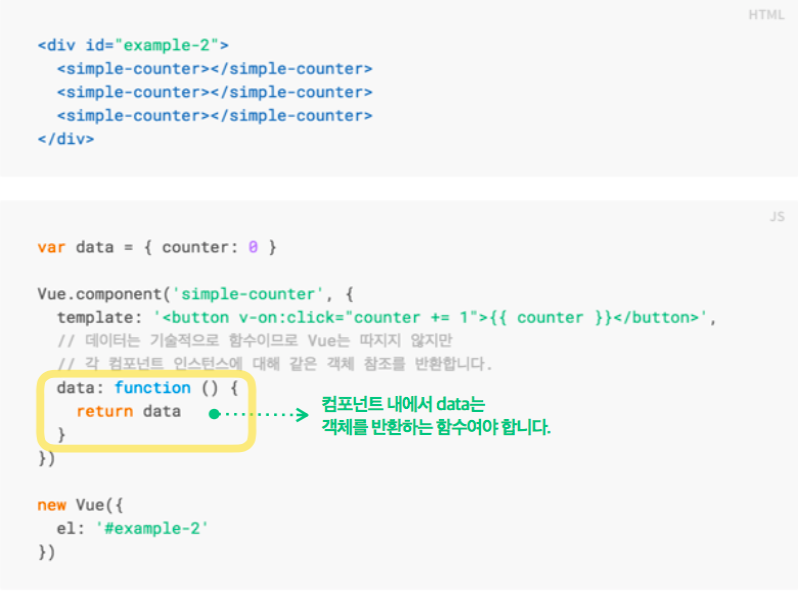 HTML
<div id="example-2">
  <simple-counter></simple-counter>
  <simple-counter></simple-counter>
  <simple-counter></simple-counter>
</div>
JS
var data = { counter: 0 }
Vue.component('simple-counter', {
  template: '<button v-on:click="counter += 1">{{ counter }}</button>',
  // 데이터는 기술적으로 함수이므로 Vue는 따지지 않지만
  // 각 컴포넌트 인스턴스에 대해 같은 객체 참조를 반환합니다.
  data: function () {
    return data
  }
})
컴포넌트 내에서 data는
객체를 반환하는 함수여야 합니다.
new Vue({
  el: '#example-2'
})